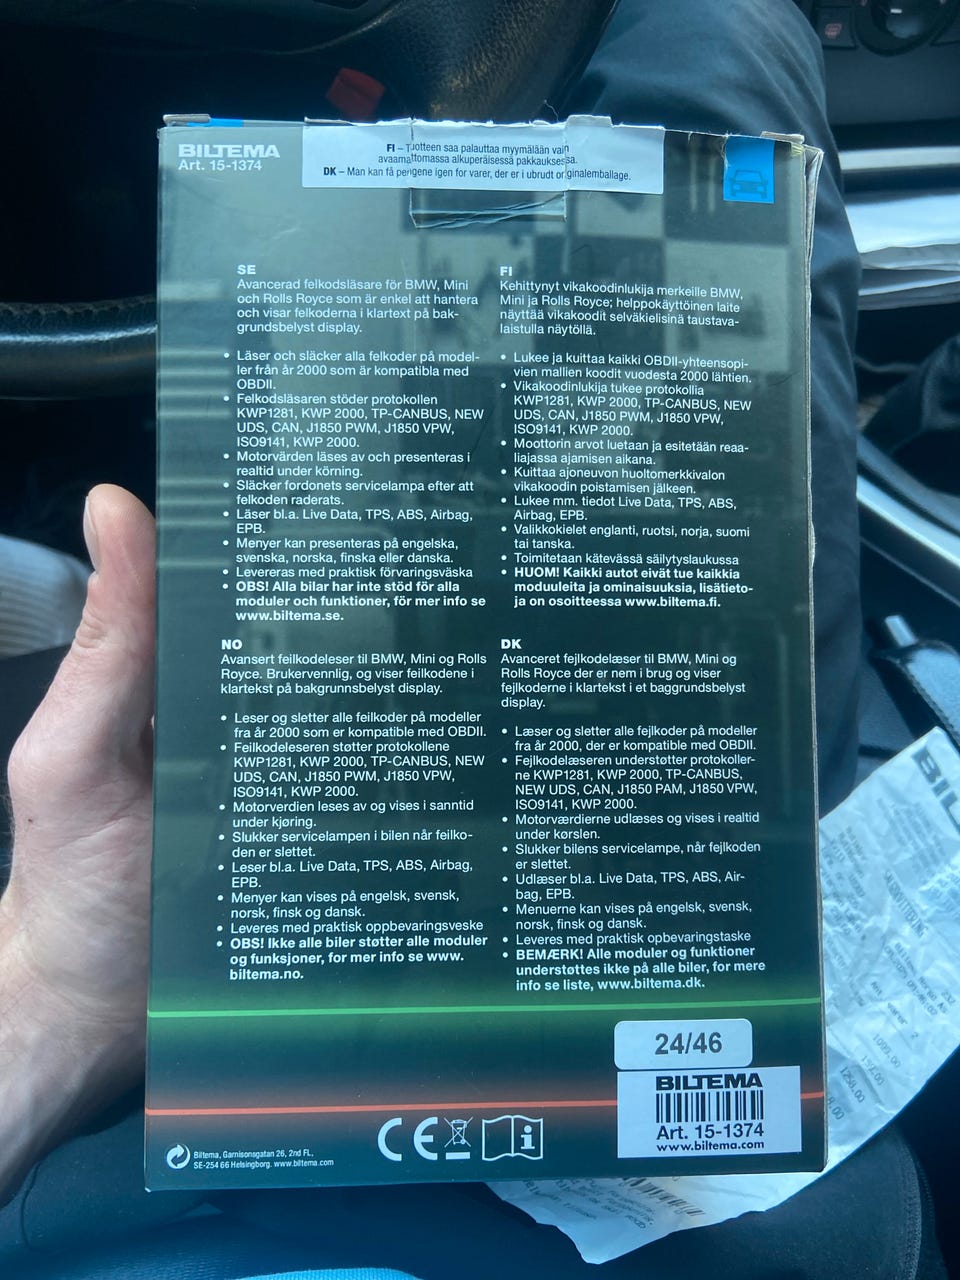 BILTEMA
Art. 15-1374
FI – Tuotteen saa palauttaa myymälään vain
avaamattomassa alkuperäisessä pakkauksessa.
DK – Man kan få pengene igen for varer, der er i ubrudt originalemballage.
SE
Avancerad felkodsläsare för BMW, Mini
och Rolls Royce som är enkel att hantera
och visar felkoderna i klartext på bak-
grundsbelyst display.
• Läser och släcker alla felkoder på model-
ler från år 2000 som är kompatibla med
OBDII.
• Felkodsläsaren stöder protokollen
KWP1281, KWP 2000, TP-CANBUS, NEW
UDS, CAN, J1850 PWM, J1850 VPW,
ISO9141, KWP 2000.
• Motorvärden läses av och presenteras i
realtid under körning.
• Släcker fordonets servicelampa efter att
felkoden raderats.
• Läser bl.a. Live Data, TPS, ABS, Airbag,
EPB.
• Menyer kan presenteras på engelska,
svenska, norska, finska eller danska.
• Levereras med praktisk förvaringsväska
• OBS! Alla bilar har inte stöd för alla
moduler och funktioner, för mer info se
www.biltema.se.
FI
Kehittynyt vikakoodinlukija merkeille BMW,
Mini ja Rolls Royce; helppokäyttöinen laite
näyttää vikakoodit selväkielisinä taustava-
laistulla näytöllä.
• Lukee ja kuittaa kaikki OBDII-yhteensopi-
vien mallien koodit vuodesta 2000 lähtien.
• Vikakoodinlukija tukee protokollia
KWP1281, KWP 2000, TP-CANBUS, NEW
UDS, CAN, J1850 PWM, J1850 VPW,
ISO9141, KWP 2000.
• Moottorin arvot luetaan ja esitetään reaa-
liajassa ajamisen aikana.
• Kuittaa ajoneuvon huoltomerkkivalon
vikakoodin poistamisen jälkeen.
• Lukee mm. tiedot Live Data, TPS, ABS,
Airbag, EPB.
• Valikkokielet englanti, ruotsi, norja, suomi
tai tanska.
• Toimitetaan kätevässä säilytyslaukussa
• HUOM! Kaikki autot eivät tue kaikkia
moduuleita ja ominaisuuksia, lisätieto-
ja on osoitteessa www.biltema.fi.
NO
Avansert feilkodeleser til BMW, Mini og Rolls
Royce. Brukervennlig, og viser feilkodene i
klartekst på bakgrunnsbelyst display.
• Leser og sletter alle feilkoder på modeller
fra år 2000 som er kompatible med OBDII.
• Feilkodeleseren støtter protokollene
KWP1281, KWP 2000, TP-CANBUS, NEW
UDS, CAN, J1850 PWM, J1850 VPW,
ISO9141, KWP 2000.
• Motorverdien leses av og vises i sanntid
under kjøring.
• Slukker servicelampen i bilen når feilko-
den er slettet.
• Leser bl.a. Live Data, TPS, ABS, Airbag,
EPB.
• Menyer kan vises på engelsk, svensk,
norsk, finsk og dansk.
• Leveres med praktisk oppbevaringsveske
• OBS! Ikke alle biler støtter alle moduler
og funksjoner, for mer info se www.
biltema.no.
DK
Avanceret fejlkodelæser til BMW, Mini og
Rolls Royce der er nem i brug og viser
fejlkoderne i klartekst i et baggrundsbelyst
display.
• Læser og sletter alle fejlkoder på modeller
fra år 2000, der er kompatible med OBDII.
• Fejlkodelæseren understøtter protokoller-
ne KWP1281, KWP 2000, TP-CANBUS,
NEW UDS, CAN, J1850 PAM, J1850 VPW,
ISO9141, KWP 2000.
• Motorværdierne udlæses og vises i realtid
under kørslen.
• Slukker bilens servicelampe, når fejlkoden
er slettet.
• Udlæser bl.a. Live Data, TPS, ABS, Air-
bag, EPB.
• Menuerne kan vises på engelsk, svensk,
norsk, finsk og dansk.
• Leveres med praktisk opbevaringstaske
• BEMÆRK! Alle moduler og funktioner
understøttes ikke på alle biler, for mere
info se liste, www.biltema.dk.
24/46
BILTEMA
Art. 15-1374
www.biltema.com
Biltema, Garnisonsgatan 26, 2nd FL,
SE-254 66 Helsingborg. www.biltema.com
CE
i
BIL
1099,00
159,00
1258,00